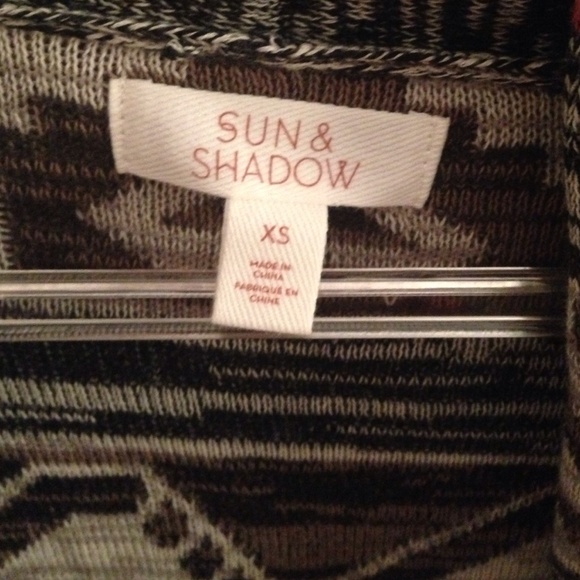 SUN &
SHADOW
XS
MADE IN
CHINA
FABRIQUÉ EN
CHINE